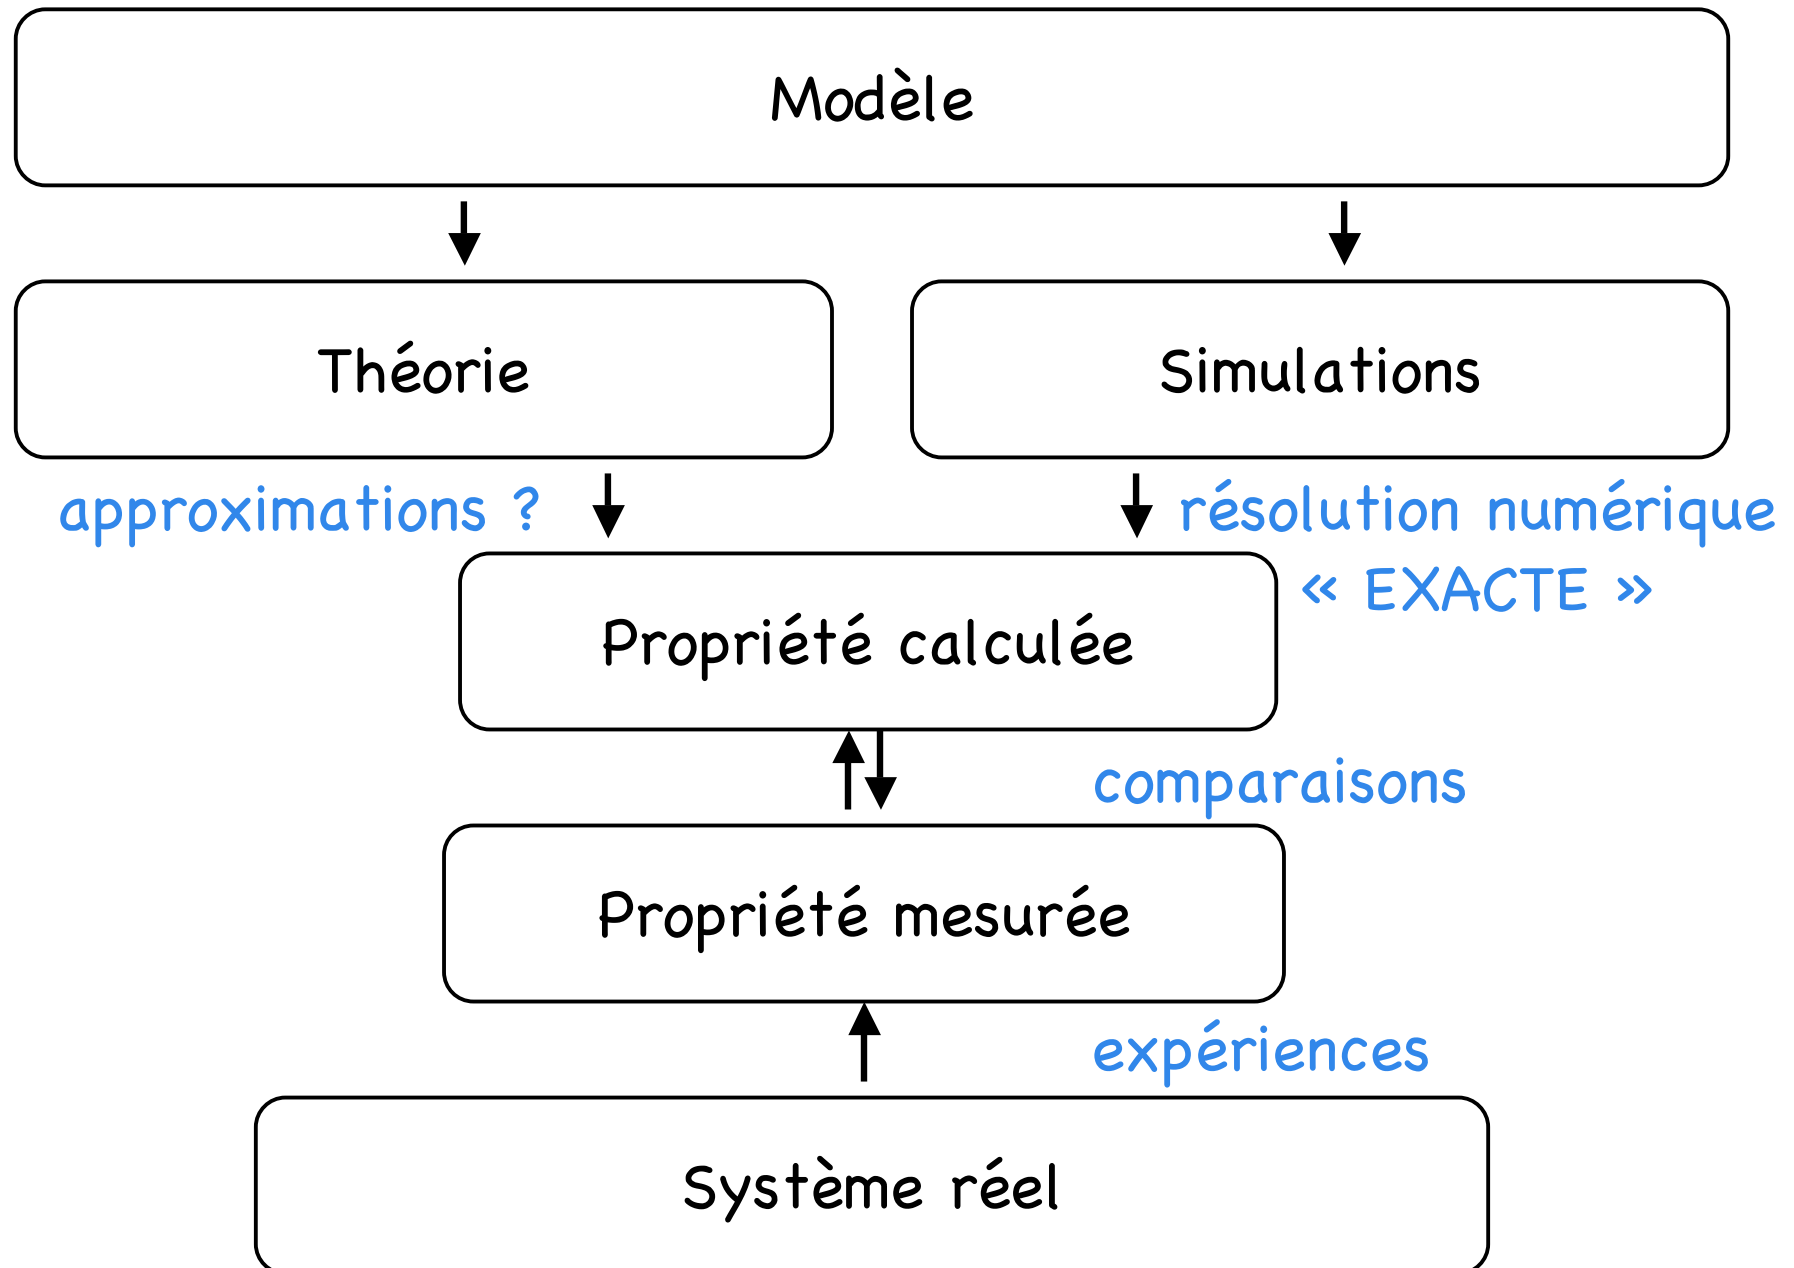 Modèle
Théorie
Simulations
approximations ?
résolution numérique
« EXACTE »
Propriété calculée
comparaisons
Propriété mesurée
expériences
Système réel